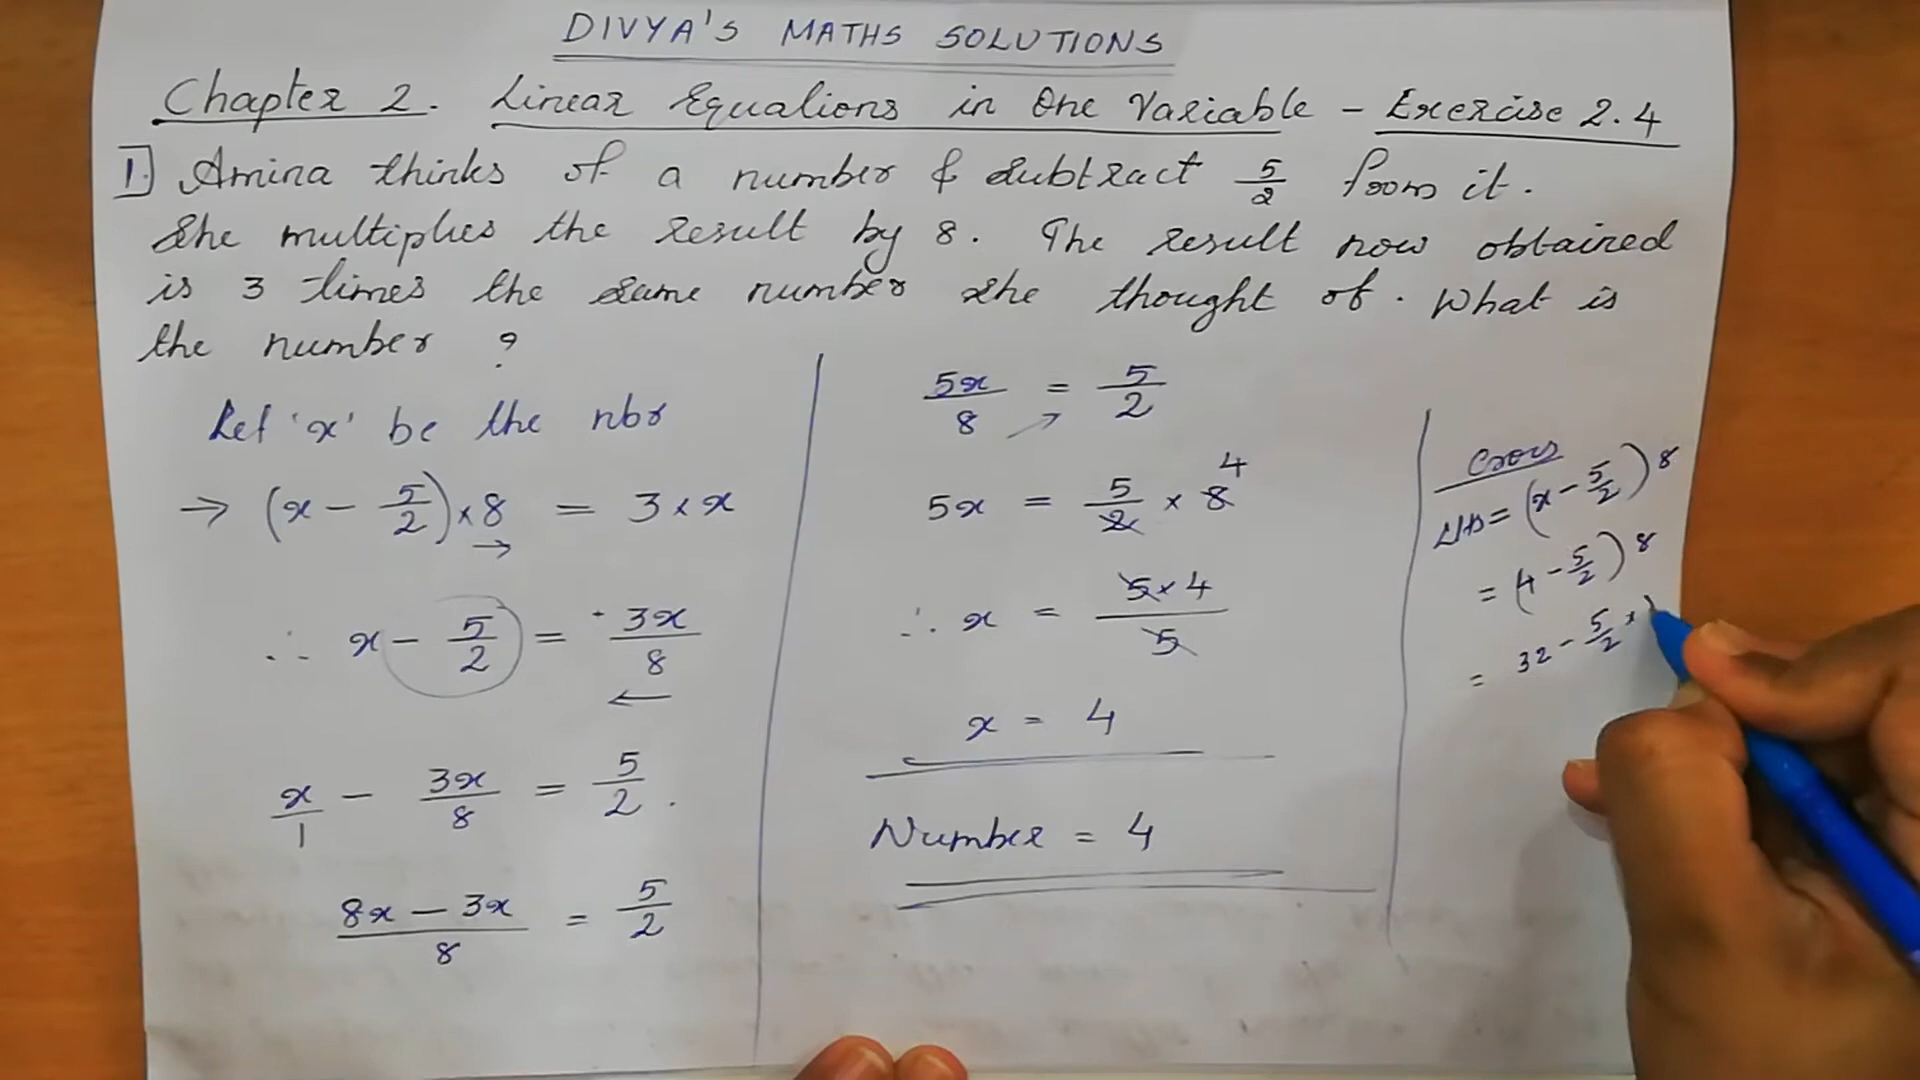 DIVYA'S MATHS SOLUTIONS
Chapter 2. Linear Equations in One Variable - Exercise 2.4
1. Amina thinks of a number & subtract 5/2 from it.
She multiplies the result by 8. The result now obtained
is 3 times the same number she thought of. What is
the number ?
Let 'x' be the nbr
→ (x - 5/2) × 8 = 3 × x
→
∴ x - 5/2 = 3x/8
←
x/1 - 3x/8 = 5/2.
8x - 3x/8 = 5/2
5x/8 = 5/2
5x = 5/2 × 8 4
∴ x = 5×4/5
x = 4
Number = 4
Cross
= (x - 5/2) 8
= (4 - 5/2) 8
= 32 - 5/2 ×